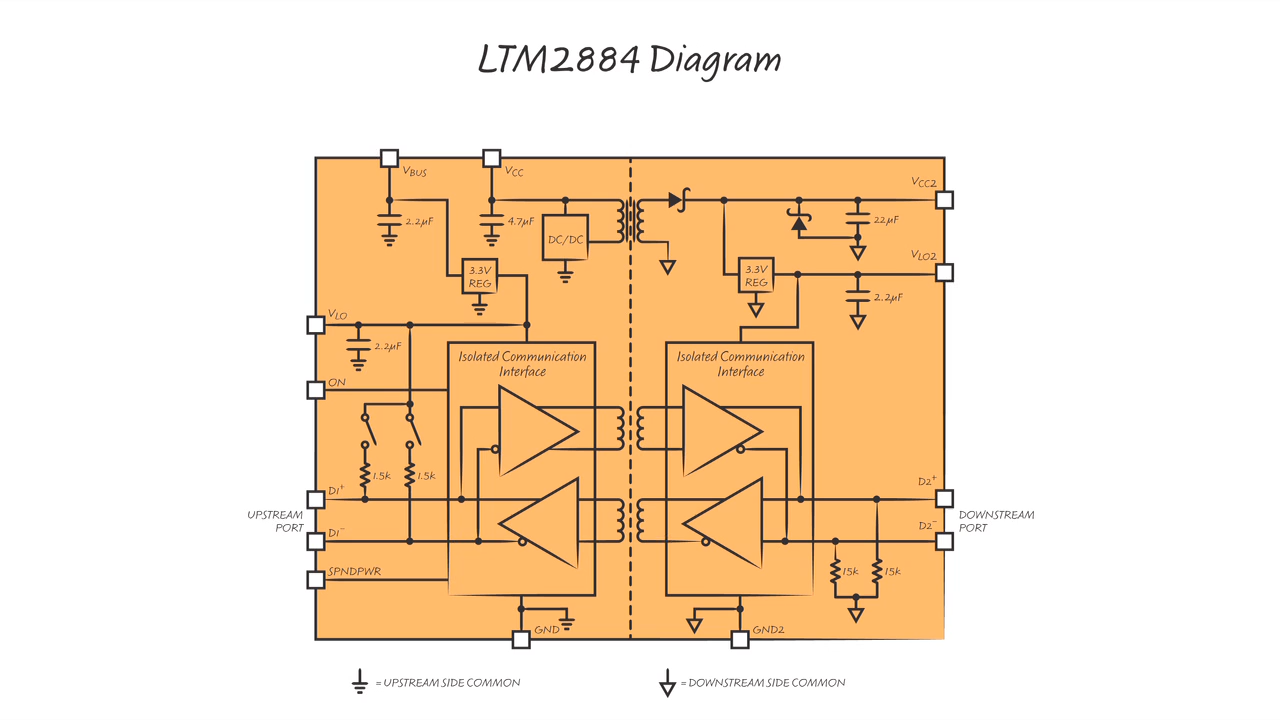 LTM2884 Diagram
VBUS
VCC
VCC2
2.2µF
4.7µF
22µF
DC/DC
VLO2
3.3V
REG
3.3V
REG
2.2µF
VLO
2.2µF
Isolated Communication
Interface
Isolated Communication
Interface
ON
1.5k
1.5k
D1+
D2+
UPSTREAM
PORT
DOWNSTREAM
PORT
D1-
D2-
SPNDPWR
15k
15k
GND
GND2
= UPSTREAM SIDE COMMON
= DOWNSTREAM SIDE COMMON